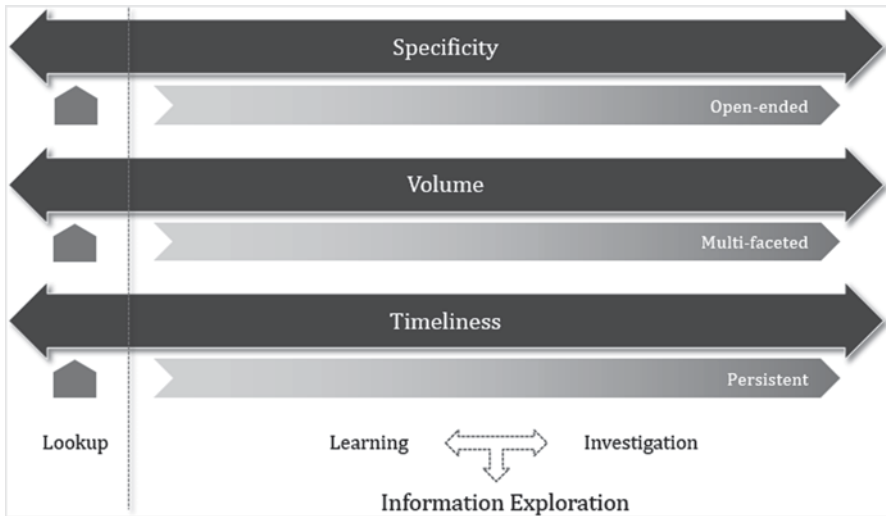 Specificity
Open-ended
Volume
Multi-faceted
Timeliness
Persistent
Lookup
Learning
Investigation
Information Exploration